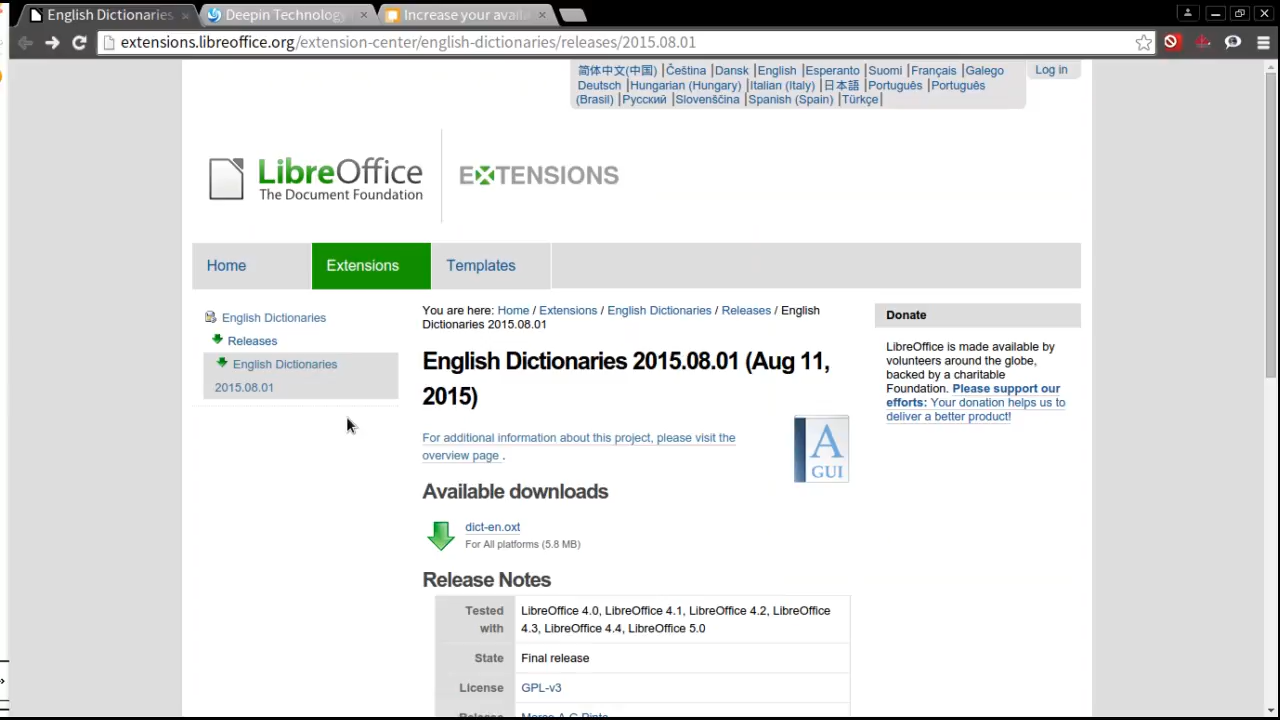 English Dictionaries
Deepin Technology
Increase your avail
extensions.libreoffice.org/extension-center/english-dictionaries/releases/2015.08.01
简体中文(中国) |Čeština |Dansk |English |Esperanto |Suomi |Français |Galego
Deutsch |Hungarian (Hungary) |Italian (Italy) |日本語 |Português |Português
(Brasil) |Русский |Slovenščina |Spanish (Spain) |Türkçe|
Log in
LibreOffice
The Document Foundation
EXTENSIONS
Home
Extensions
Templates
English Dictionaries
Releases
English Dictionaries
2015.08.01
You are here: Home / Extensions / English Dictionaries / Releases / English
Dictionaries 2015.08.01
English Dictionaries 2015.08.01 (Aug 11,
2015)
For additional information about this project, please visit the
overview page .
A
GUI
Available downloads
dict-en.oxt
For All platforms (5.8 MB)
Release Notes
Tested
with
LibreOffice 4.0, LibreOffice 4.1, LibreOffice 4.2, LibreOffice
4.3, LibreOffice 4.4, LibreOffice 5.0
State
Final release
License
GPL-v3
Release
Marco A.G.Pinto
Donate
LibreOffice is made available by
volunteers around the globe,
backed by a charitable
Foundation. Please support our
efforts: Your donation helps us to
deliver a better product!